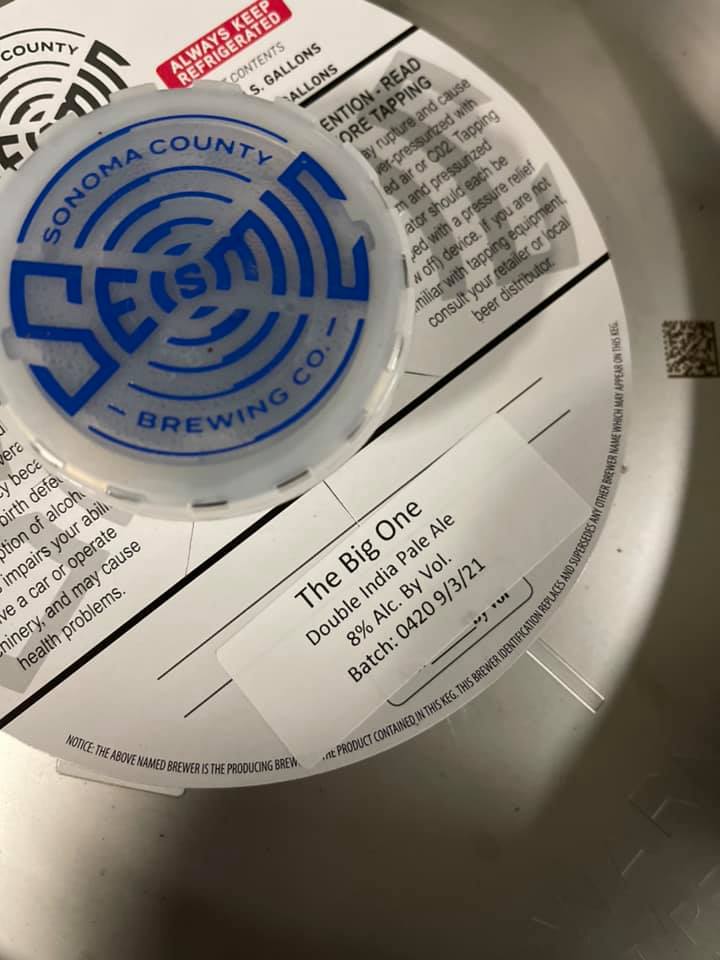 COUNTY
ALWAYS KEEP
REFRIGERATED
CONTENTS
S. GALLONS
GALLONS
SONOMA COUNTY
SEISMIC
BREWING CO.
ENTION - READ
ORE TAPPING
ay rupture and cause
ver-pressurized with
ed air or CO2. Tapping
m and pressurized
ator should each be
ped with a pressure relief
w off) device. If you are not
miliar with tapping equipment,
consult your retailer or local
beer distributor.
birth defe
ption of alcoh
impairs your abili
ve a car or operate
chinery, and may cause
health problems.
The Big One
Double India Pale Ale
8% Alc. By Vol.
Batch: 0420 9/3/21
by vol
NOTICE: THE ABOVE NAMED BREWER IS THE PRODUCING BREW THE PRODUCT CONTAINED IN THIS KEG. THIS BREWER IDENTIFICATION REPLACES AND SUPERSEDES ANY OTHER BREWER NAME WHICH MAY APPEAR ON THIS KEG.